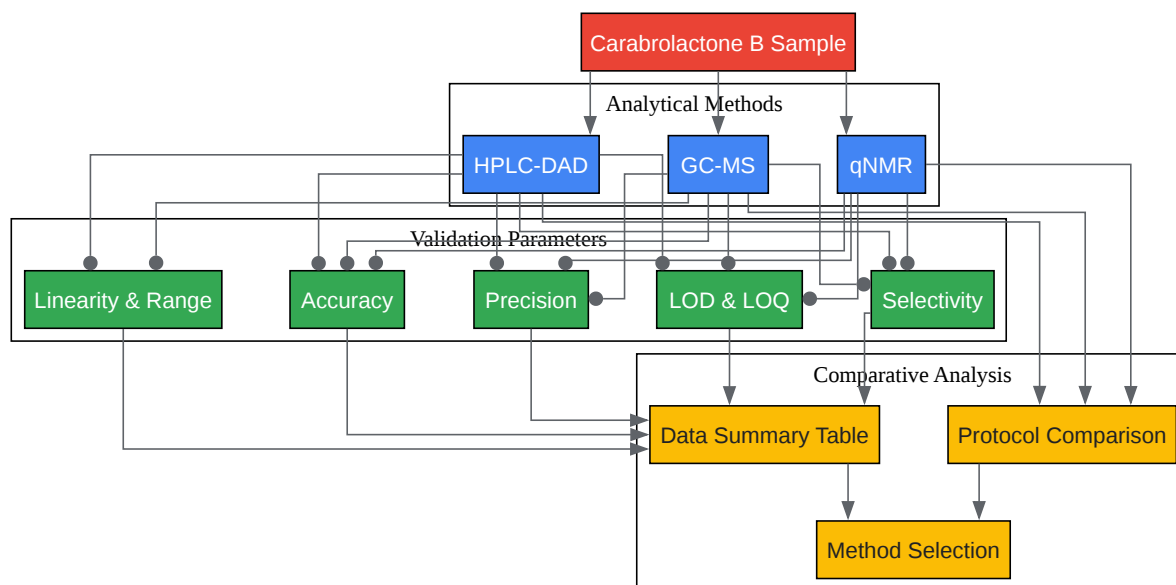 Carabrolactone B Sample
Analytical Methods
HPLC-DAD
GC-MS
qNMR
Validation Parameters
Linearity & Range
Accuracy
Precision
LOD & LOQ
Selectivity
Comparative Analysis
Data Summary Table
Protocol Comparison
Method Selection